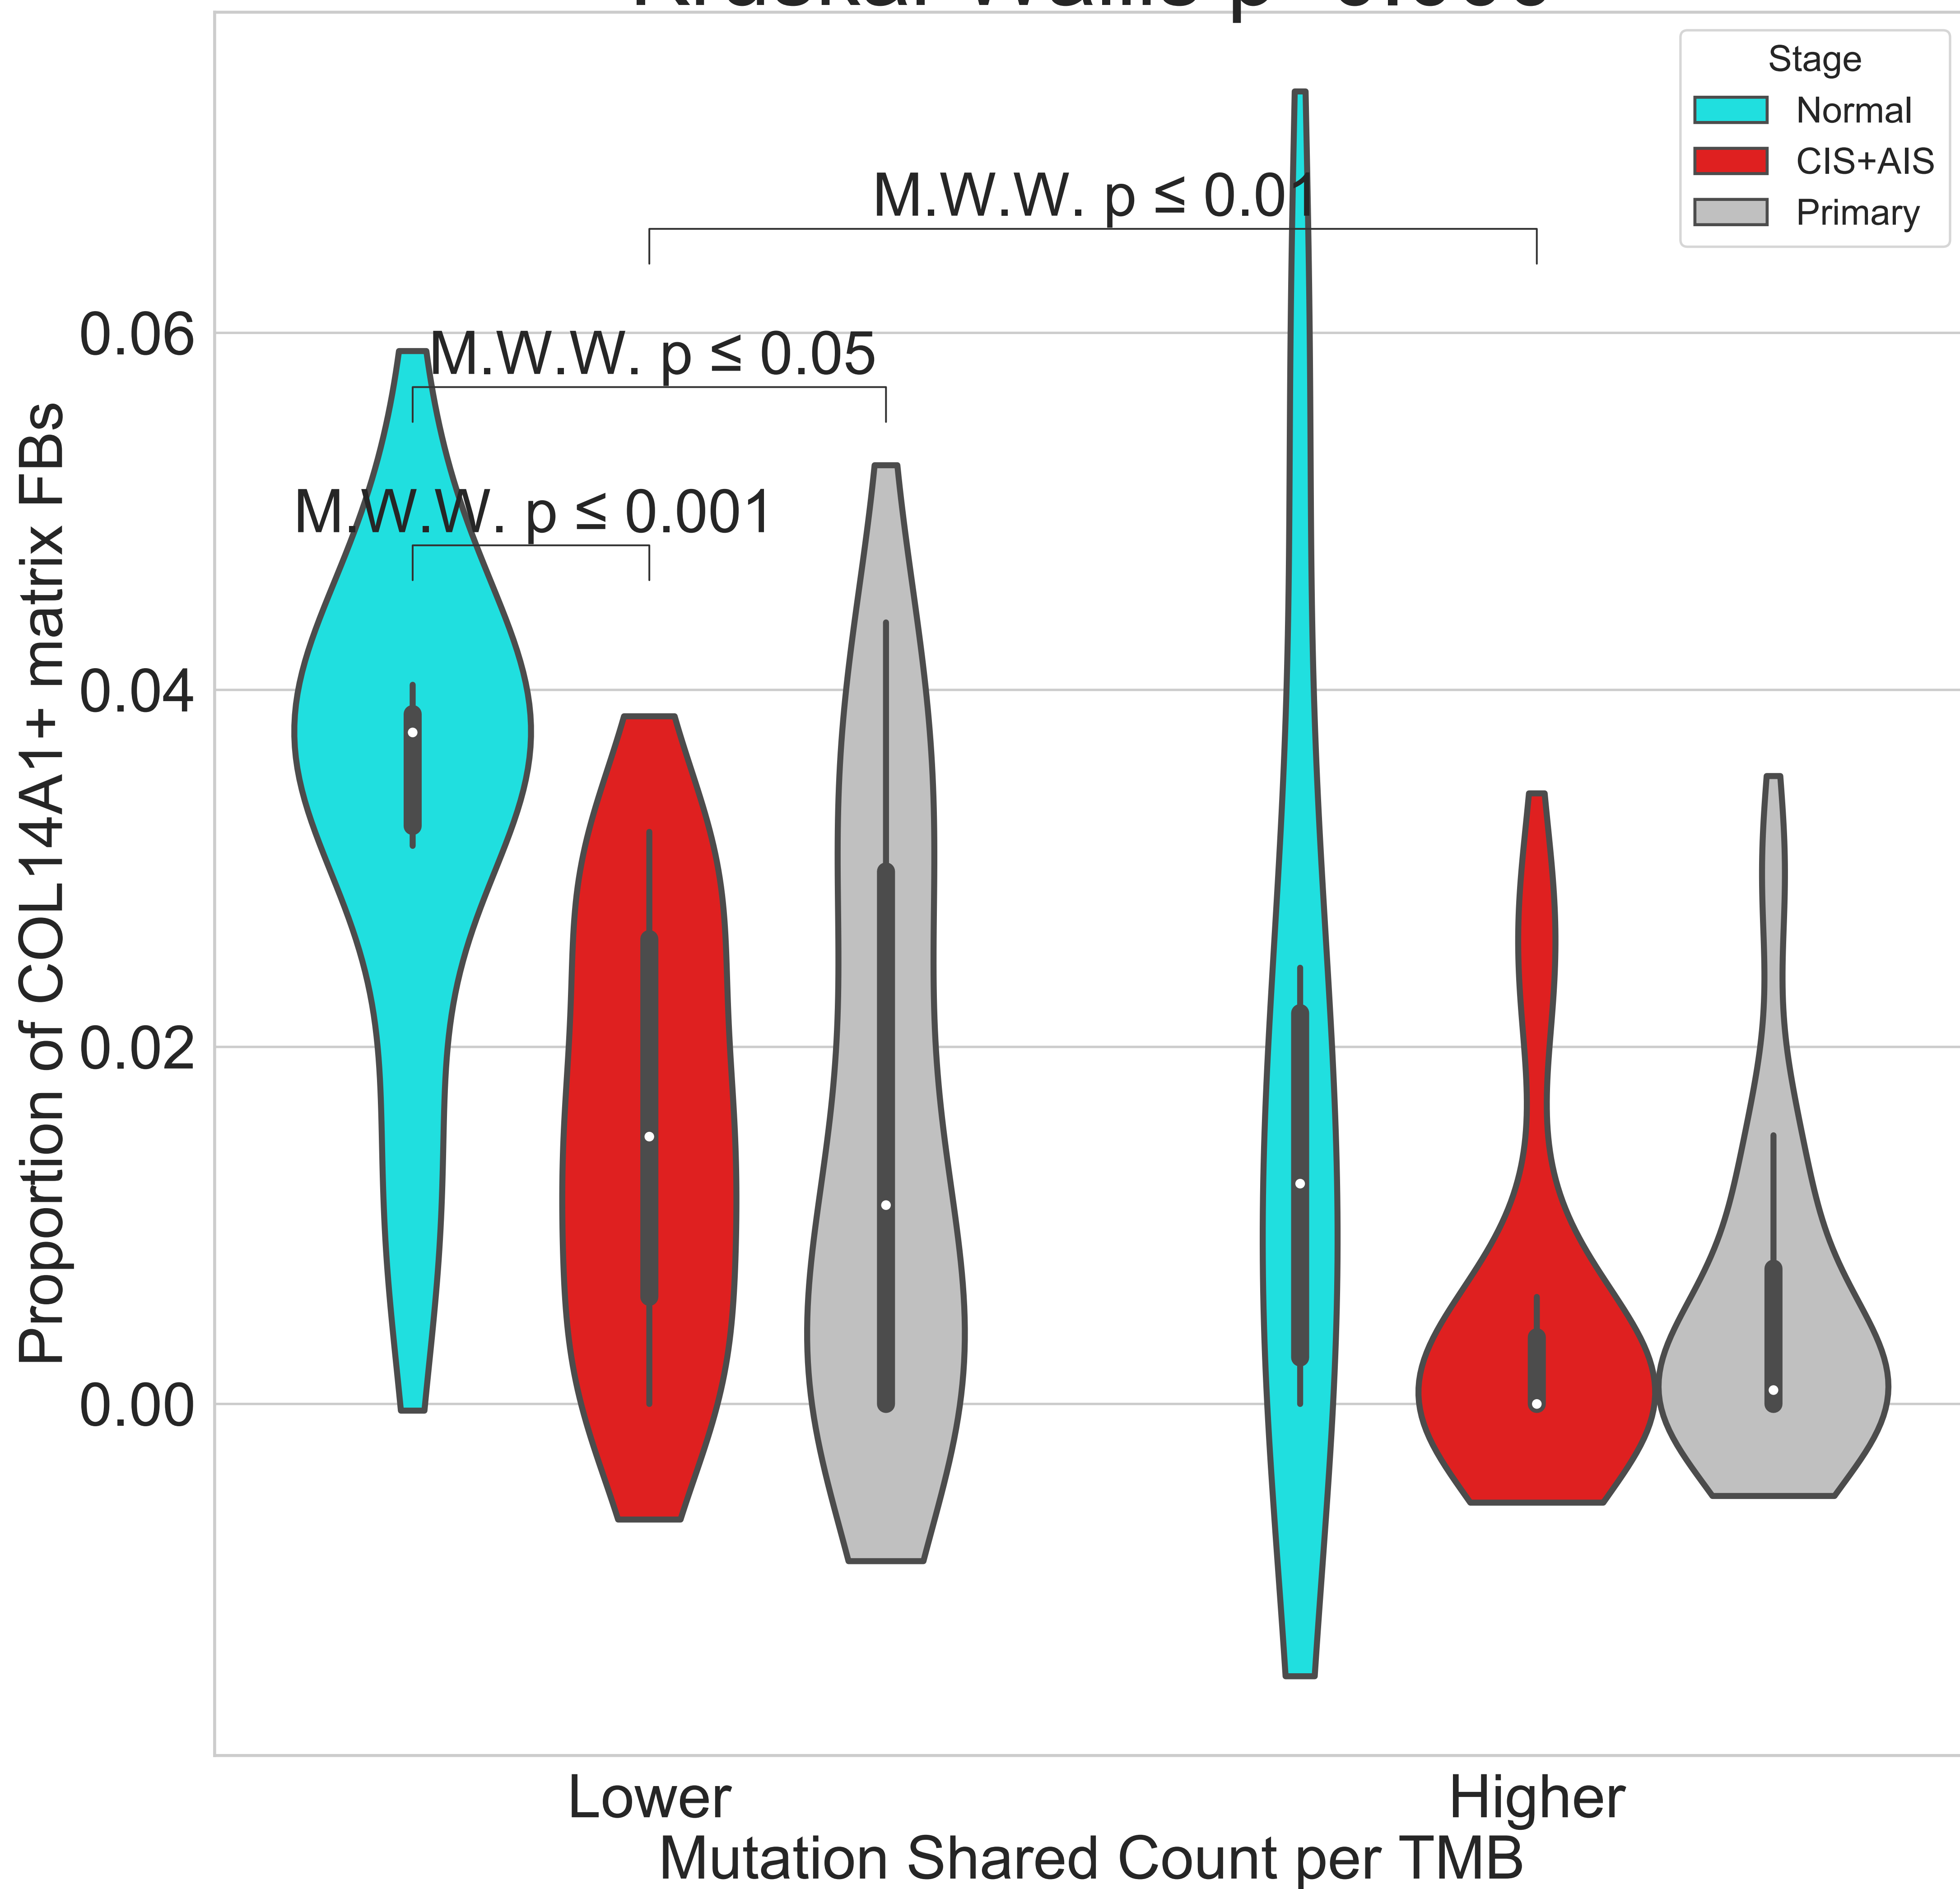 Stage
Normal
CIS+AIS
Primary
M.W.W. p ≤ 0.01
M.W.W. p ≤ 0.05
M.W.W. p ≤ 0.001
Proportion of COL14A1+ matrix FBs
0.06
0.04
0.02
0.00
Lower
Higher
Mutation Shared Count per TMB